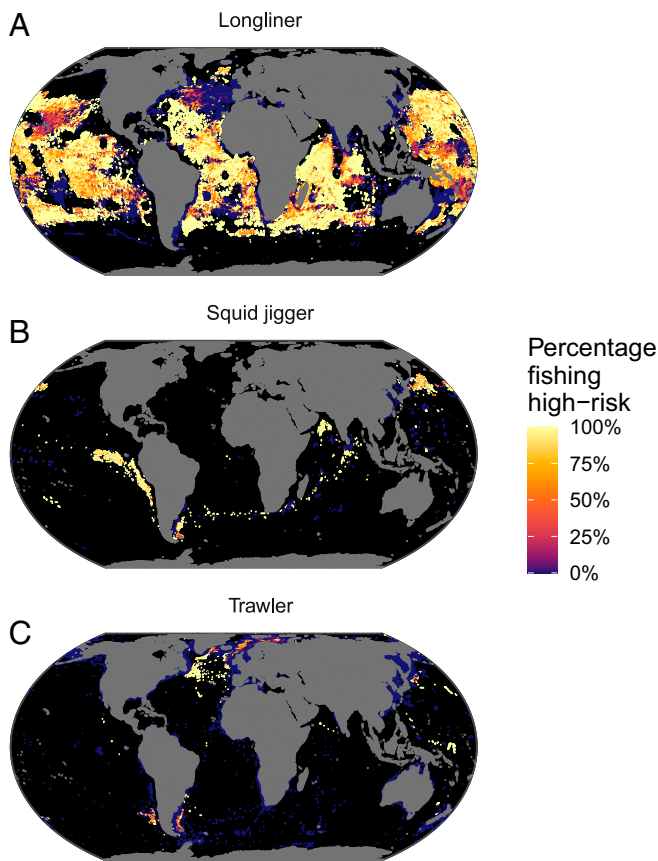 A
Longliner
B
Squid jigger
Percentage
fishing
high−risk
100%
75%
50%
25%
0%
C
Trawler